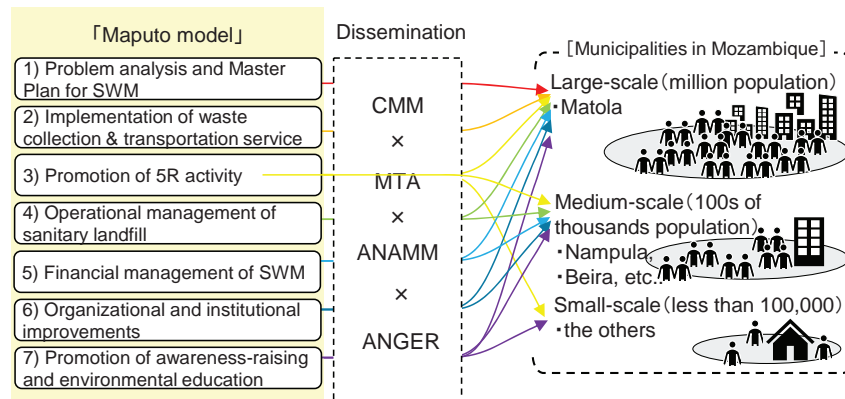 「Maputo model」
1) Problem analysis and Master
Plan for SWM
2) Implementation of waste
collection & transportation service
3) Promotion of 5R activity
4) Operational management of
sanitary landfill
5) Financial management of SWM
6) Organizational and institutional
improvements
7) Promotion of awareness-raising
and environmental education
Dissemination
CMM
×
MTA
×
ANAMM
×
ANGER
［Municipalities in Mozambique］
Large-scale（million population）
・Matola
Medium-scale（100s of
thousands population）
・Nampula,
・Beira, etc..
Small-scale（less than 100,000）
・the others